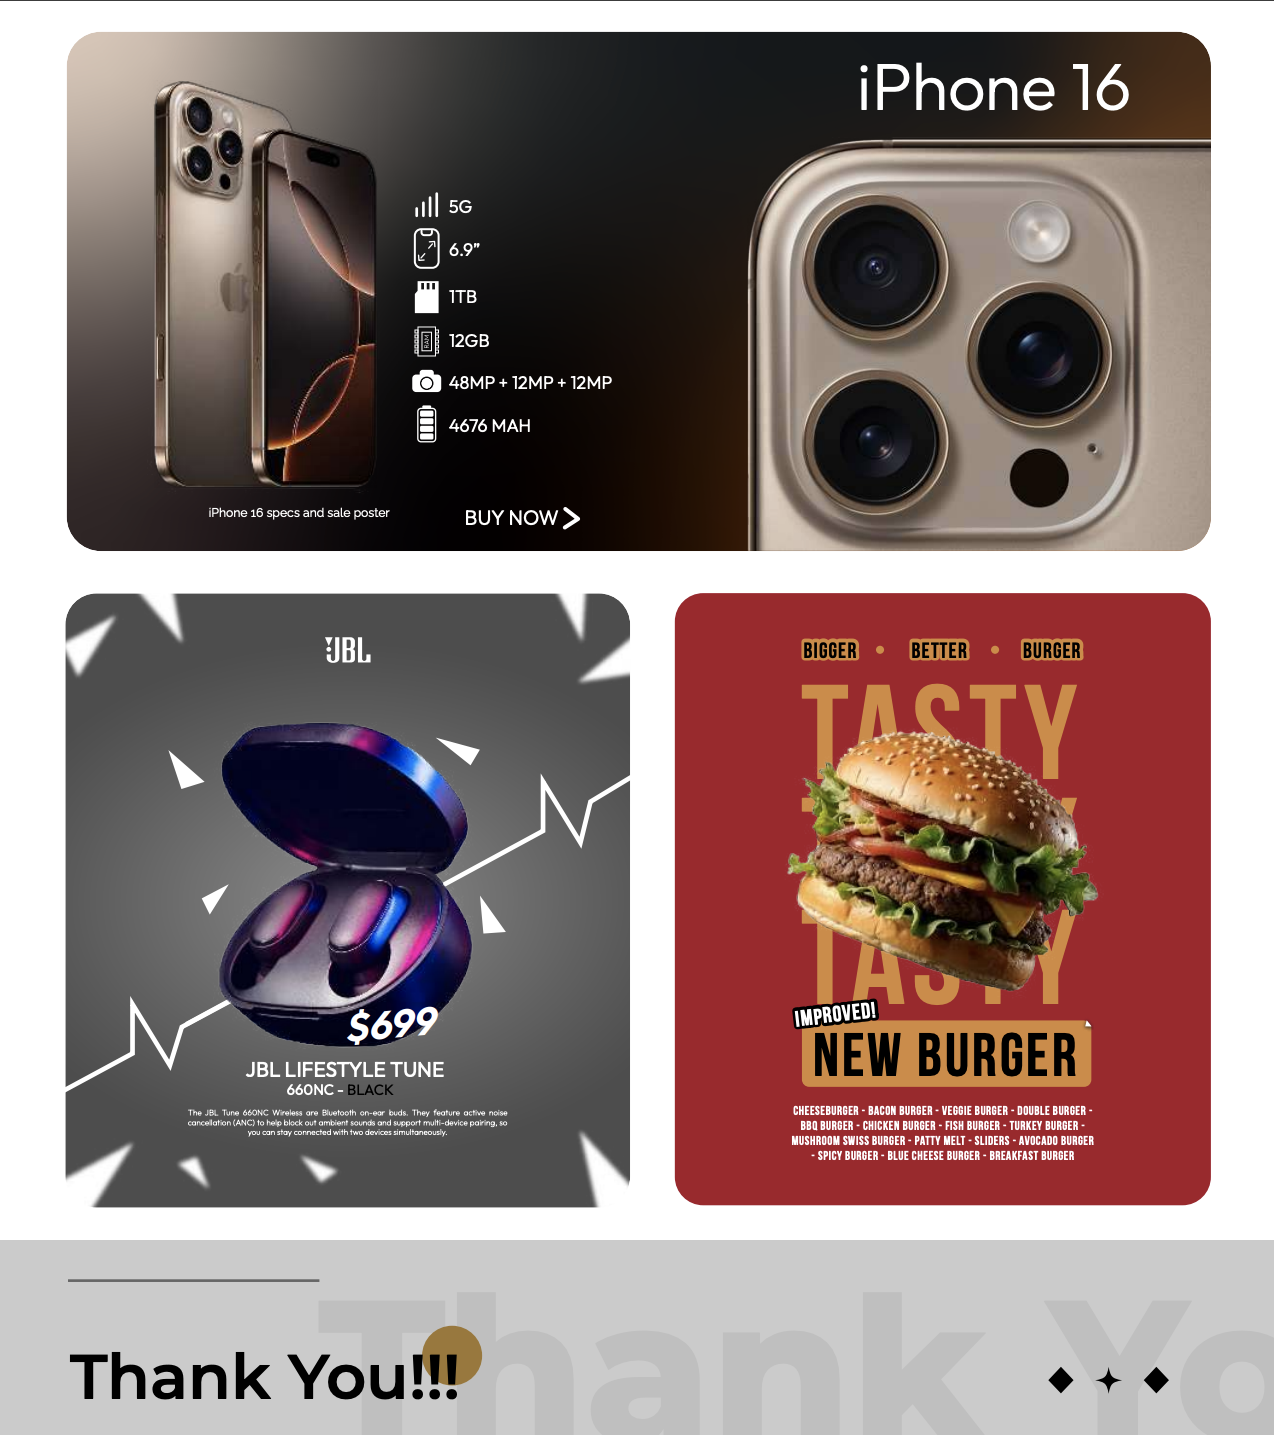 iPhone 16
5G
6.9”
1TB
RAM
12GB
48MP + 12MP + 12MP
4676 MAH
iPhone 16 specs and sale poster
BUY NOW
JBL
$699
JBL LIFESTYLE TUNE
660NC - BLACK
The JBL Tune 660NC Wireless are Bluetooth on-ear buds. They feature active noise
cancellation (ANC) to help block out ambient sounds and support multi-device pairing, so
you can stay connected with two devices simultaneously.
BIGGER • BETTER • BURGER
TASTY
TASTY
IMPROVED!
NEW BURGER
CHEESEBURGER - BACON BURGER - VEGGIE BURGER - DOUBLE BURGER -
BBQ BURGER - CHICKEN BURGER - FISH BURGER - TURKEY BURGER -
MUSHROOM SWISS BURGER - PATTY MELT - SLIDERS - AVOCADO BURGER
- SPICY BURGER - BLUE CHEESE BURGER - BREAKFAST BURGER
Thank Yo
Thank You!!!